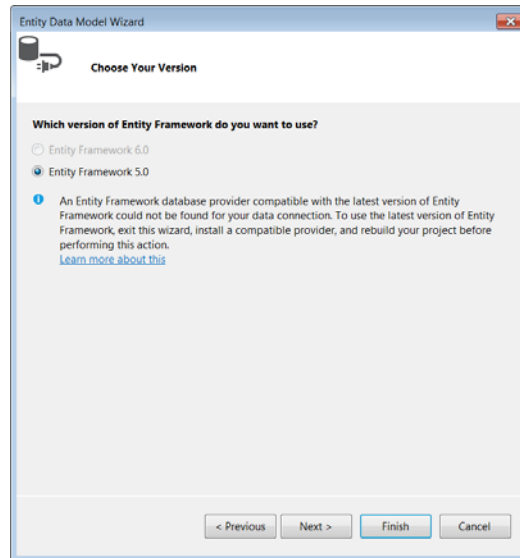 Entity Data Model Wizard
Choose Your Version
Which version of Entity Framework do you want to use?
Entity Framework 6.0
Entity Framework 5.0
An Entity Framework database provider compatible with the latest version of Entity
Framework could not be found for your data connection. To use the latest version of Entity
Framework, exit this wizard, install a compatible provider, and rebuild your project before
performing this action.
Learn more about this
< Previous
Next >
Finish
Cancel